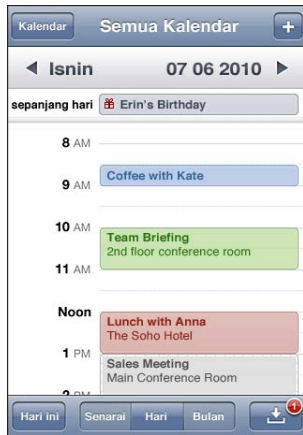 Kalendar Semua Kalendar +
Isnin 07 06 2010
sepanjang hari Erin's Birthday
8 AM
Coffee with Kate
9 AM
10 AM
Team Briefing
2nd floor conference room
11 AM
Noon
Lunch with Anna
The Soho Hotel
1 PM
Sales Meeting
Main Conference Room
2 PM
Hari ini Senarai Hari Bulan 1